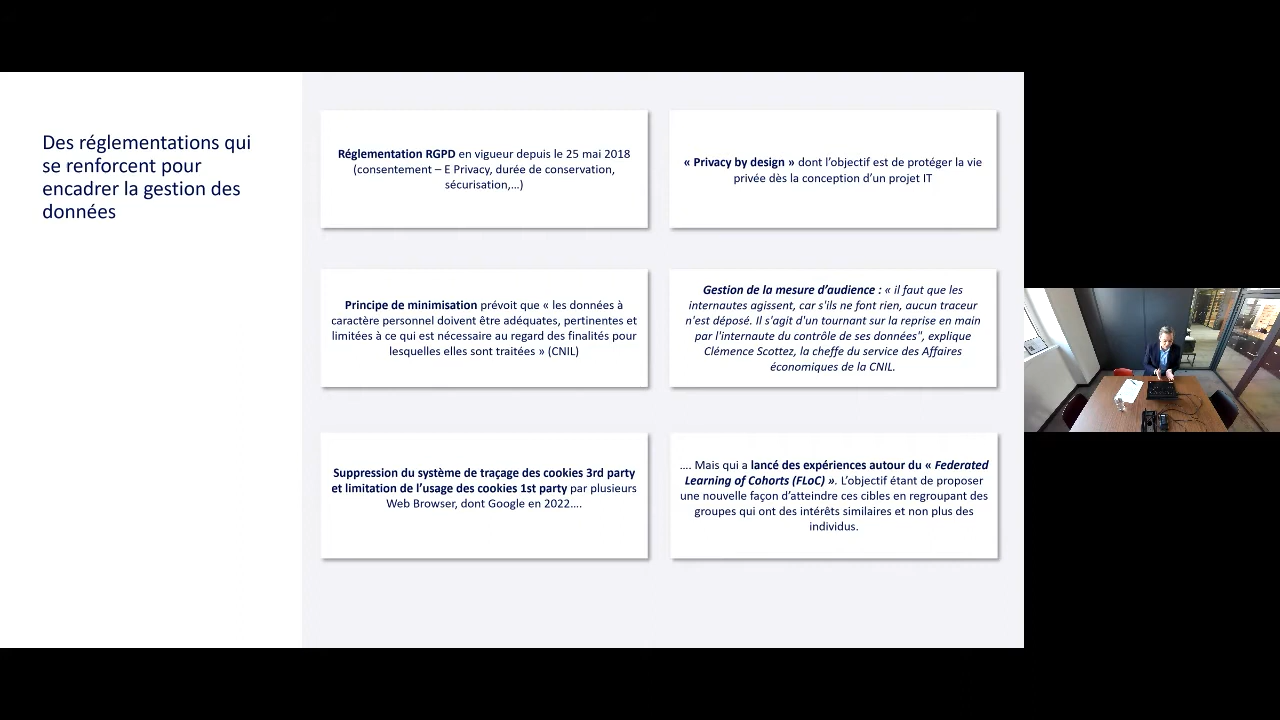 Des réglementations qui
se renforcent pour
encadrer la gestion des
données
Réglementation RGPD en vigueur depuis le 25 mai 2018
(consentement – E Privacy, durée de conservation,
sécurisation,…)
« Privacy by design » dont l'objectif est de protéger la vie
privée dès la conception d'un projet IT
Principe de minimisation prévoit que « les données à
caractère personnel doivent être adéquates, pertinentes et
limitées à ce qui est nécessaire au regard des finalités pour
lesquelles elles sont traitées » (CNIL)
Gestion de la mesure d'audience : « il faut que les
internautes agissent, car s'ils ne font rien, aucun traceur
n'est déposé. Il s'agit d'un tournant sur la reprise en main
par l'internaute du contrôle de ses données", explique
Clémence Scottez, la cheffe du service des Affaires
économiques de la CNIL.
Suppression du système de traçage des cookies 3rd party
et limitation de l'usage des cookies 1st party par plusieurs
Web Browser, dont Google en 2022….
…. Mais qui a lancé des expériences autour du « Federated
Learning of Cohorts (FLoC) ». L'objectif étant de proposer
une nouvelle façon d'atteindre ces cibles en regroupant des
groupes qui ont des intérêts similaires et non plus des
individus.